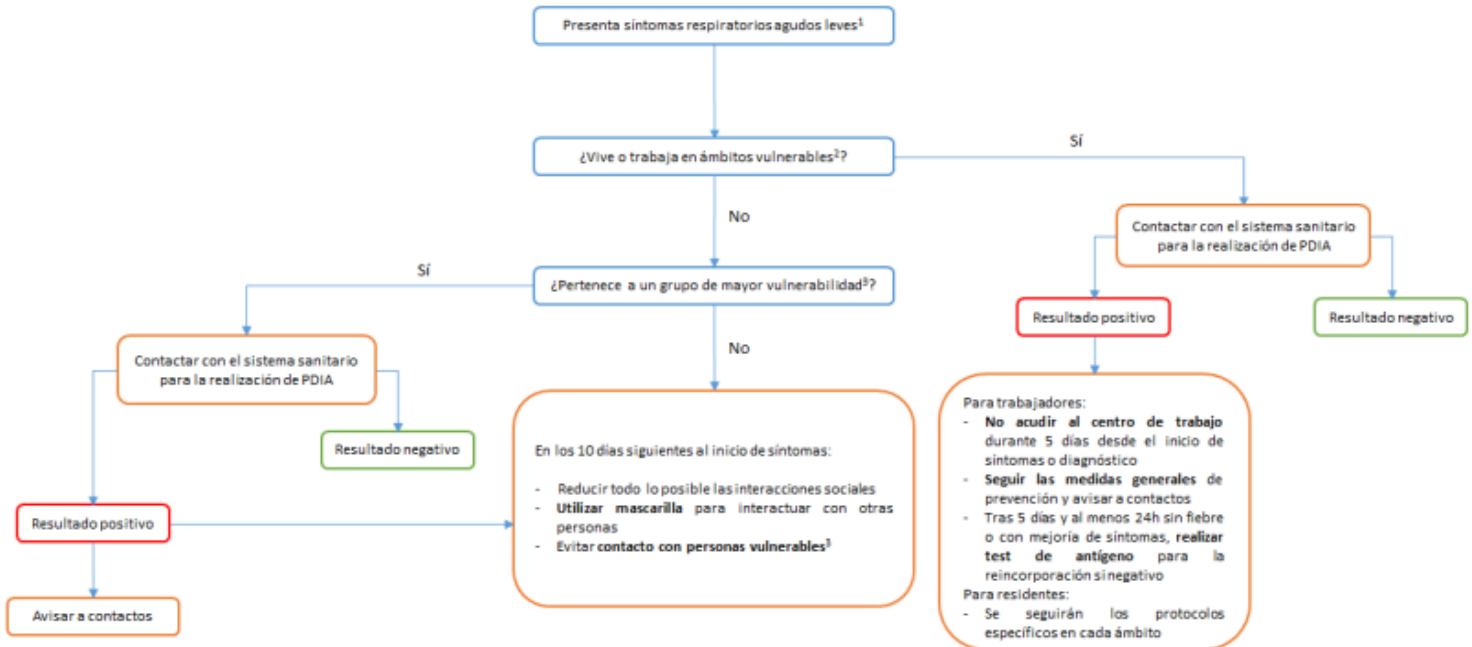 Presenta síntomas respiratorios agudos leves¹
¿Vive o trabaja en ámbitos vulnerables²?
Sí
No
Contactar con el sistema sanitario
para la realización de PDIA
Sí
¿Pertenece a un grupo de mayor vulnerabilidad³?
Resultado positivo
Resultado negativo
No
Contactar con el sistema sanitario
para la realización de PDIA
Resultado negativo
Resultado positivo
Avisar a contactos
En los 10 días siguientes al inicio de síntomas:
- Reducir todo lo posible las interacciones sociales
- Utilizar mascarilla para interactuar con otras
personas
- Evitar contacto con personas vulnerables³
Para trabajadores:
- No acudir al centro de trabajo
durante 5 días desde el inicio de
síntomas o diagnóstico
- Seguir las medidas generales de
prevención y avisar a contactos
- Tras 5 días y al menos 24h sin fiebre
o con mejoría de síntomas, realizar
test de antígeno para la
reincorporación si negativo
Para residentes:
- Se seguirán los protocolos
específicos en cada ámbito